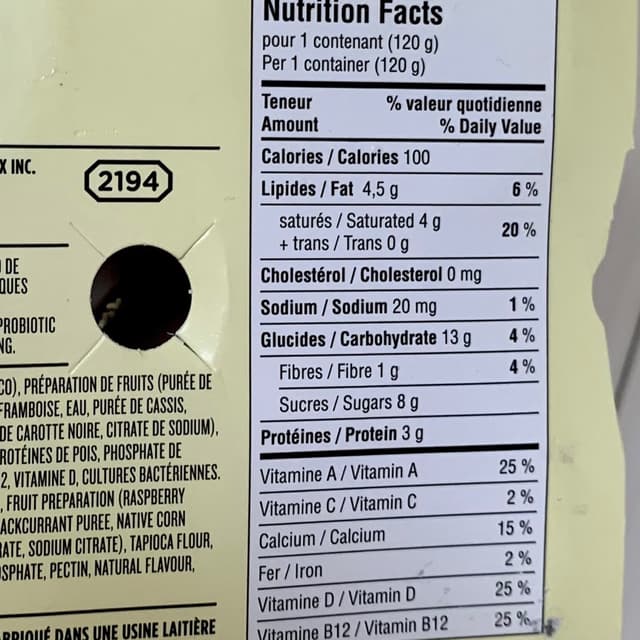 X INC.
2194
DE
QUES
PROBIOTIC
NG.
CO), PRÉPARATION DE FRUITS (PURÉE DE
FRAMBOISE, EAU, PURÉE DE CASSIS,
DE CAROTTE NOIRE, CITRATE DE SODIUM),
ROTÉINES DE POIS, PHOSPHATE DE
2, VITAMINE D, CULTURES BACTÉRIENNES.
, FRUIT PREPARATION (RASPBERRY
ACKCURRANT PUREE, NATIVE CORN
RATE, SODIUM CITRATE), TAPIOCA FLOUR,
OSPHATE, PECTIN, NATURAL FLAVOUR,
ABRIQUÉ DANS UNE USINE LAITIÈRE
Nutrition Facts
pour 1 contenant (120 g)
Per 1 container (120 g)
Teneur % valeur quotidienne
Amount % Daily Value
Calories / Calories 100
Lipides / Fat 4,5 g 6 %
saturés / Saturated 4 g
+ trans / Trans 0 g 20 %
Cholestérol / Cholesterol 0 mg
Sodium / Sodium 20 mg 1 %
Glucides / Carbohydrate 13 g 4 %
Fibres / Fibre 1 g 4 %
Sucres / Sugars 8 g
Protéines / Protein 3 g
Vitamine A / Vitamin A 25 %
Vitamine C / Vitamin C 2 %
Calcium / Calcium 15 %
Fer / Iron 2 %
Vitamine D / Vitamin D 25 %
Vitamine B12 / Vitamin B12 25 %